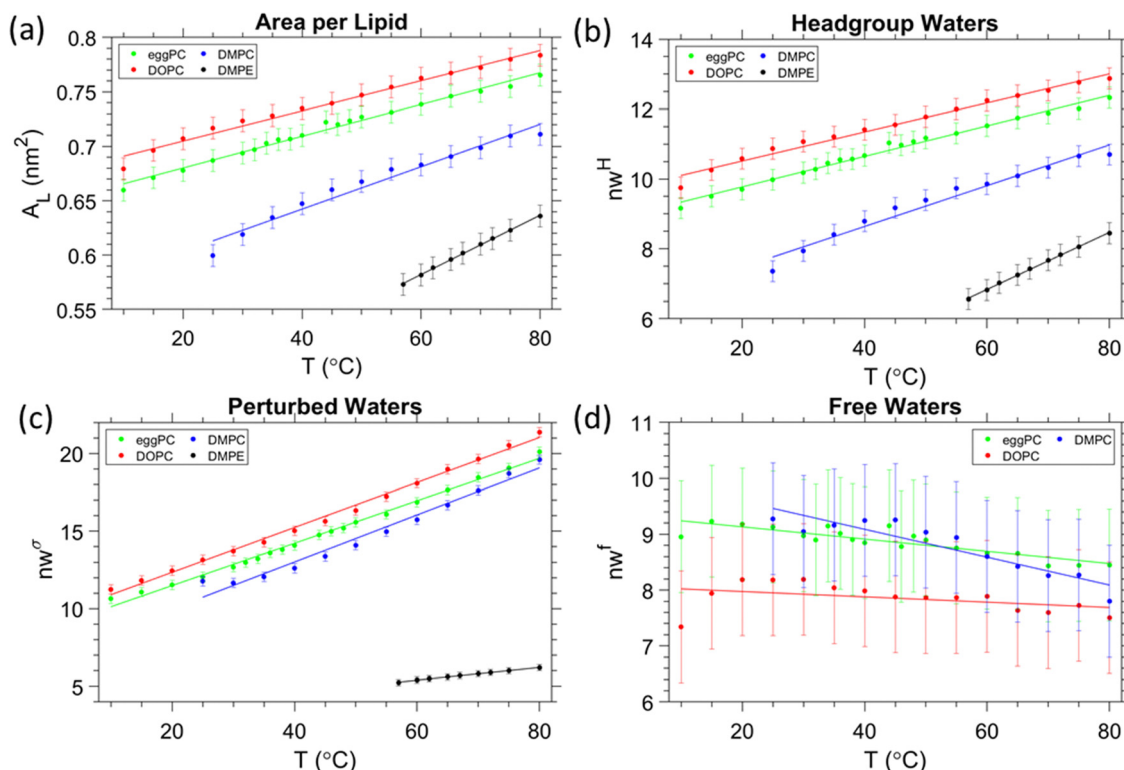 (a)
Area per Lipid
eggPC
DMPC
DOPC
DMPE
A_L (nm²)
0.8
0.75
0.7
0.65
0.6
0.55
20
40
60
80
T (°C)
(b)
Headgroup Waters
eggPC
DMPC
DOPC
DMPE
nw^H
14
12
10
8
6
20
40
60
80
T (°C)
(c)
Perturbed Waters
eggPC
DMPC
DOPC
DMPE
nw^σ
20
15
10
5
20
40
60
80
T (°C)
(d)
Free Waters
eggPC
DMPC
DOPC
nw^f
11
10
9
8
7
6
20
40
60
80
T (°C)